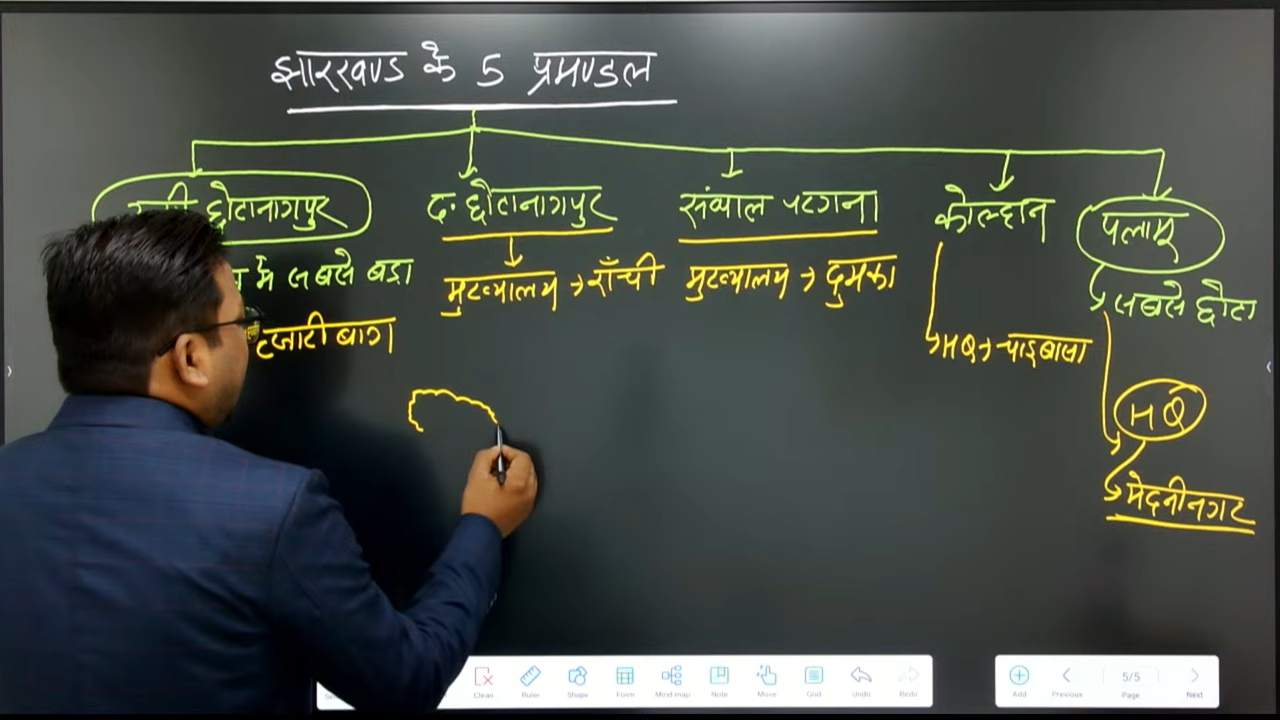 झारखण्ड के 5 प्रमण्डल
छोटानागपुर
द॰ छोटानागपुर
संथाल परगना
कोल्हान
पलामू
में सबसे बड़ा
मुख्यालय → राँची
मुख्यालय → दुमका
सबसे छोटा
हजारीबाग
HQ → चाइबासा
HQ
मेदनीनगर
Clean Ruler Shape Force Mind map Note Move Grid Undo Redo
Add Previous 5/5 Page Next